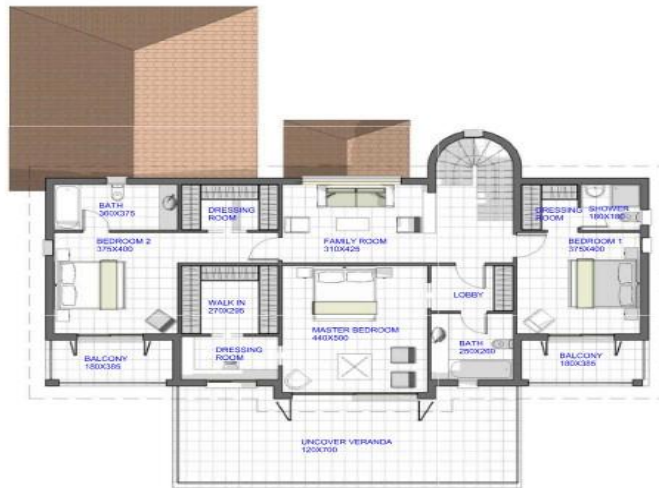 BATH
360X375
DRESSING
ROOM
SHOWER
180X180
DRESSING
ROOM
BEDROOM 2
375X400
FAMILY ROOM
310X425
BEDROOM 1
375X400
WALK IN
270X295
LOBBY
MASTER BEDROOM
440X500
DRESSING
ROOM
BATH
250X260
BALCONY
180X385
BALCONY
180X385
UNCOVER VERANDA
120X700